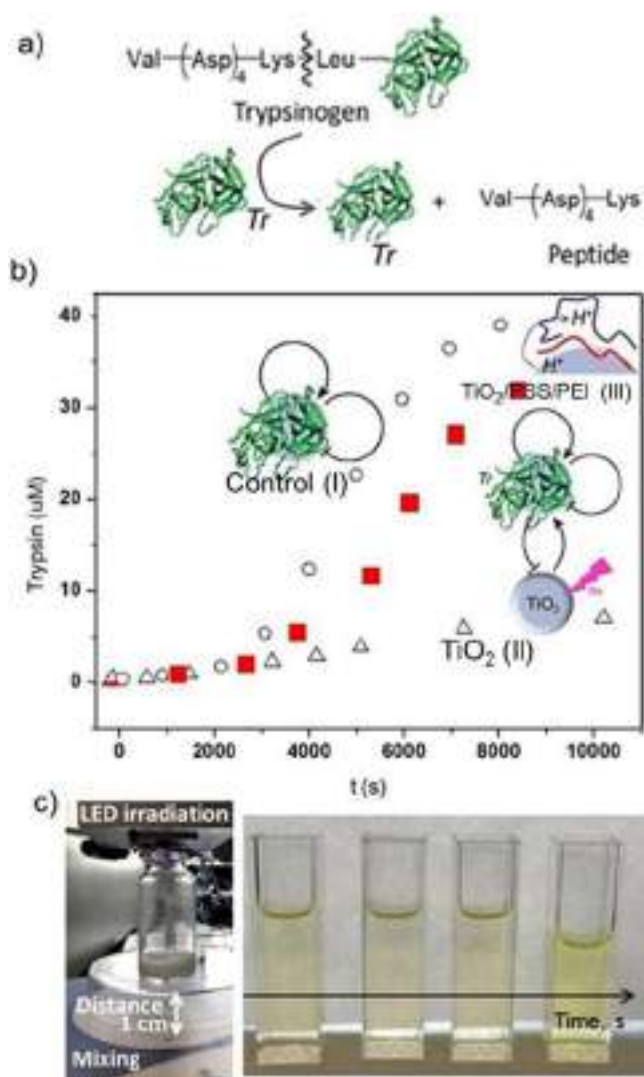 a)
Val—(Asp)4—Lys Leu
Trypsinogen
Tr
Tr
+
Val—(Asp)4—Lys
Peptide
b)
40
30
20
10
0
Trypsin (uM)
Control (I)
H+
H+
TiO2/PSS/PEI (III)
Tr
TiO2
TiO2 (II)
0 2000 4000 6000 8000 10000
t (s)
c)
LED irradiation
Distance
1 cm
Mixing
Time, s